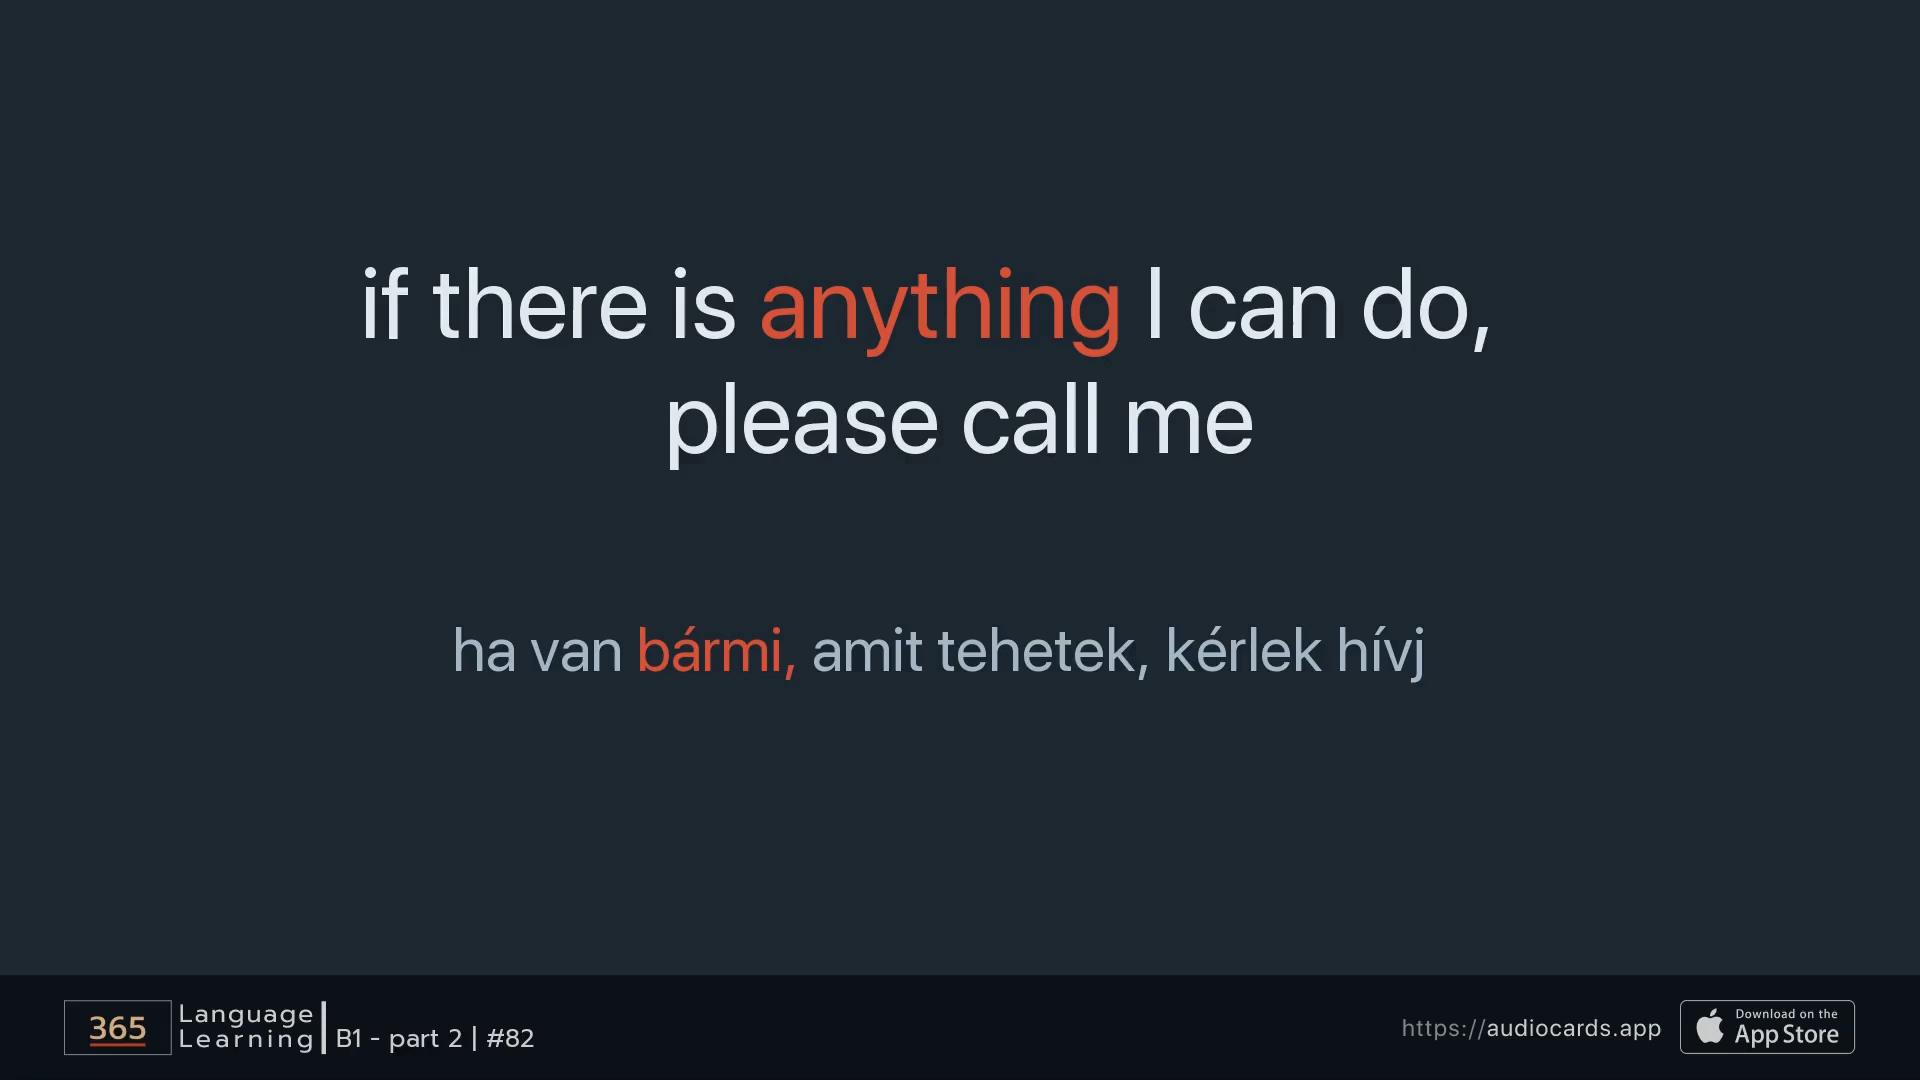 if there is anything I can do,
please call me
ha van bármi, amit tehetek, kérlek hívj
365
Language
Learning
B1 - part 2 | #82
https://audiocards.app
Download on the
App Store